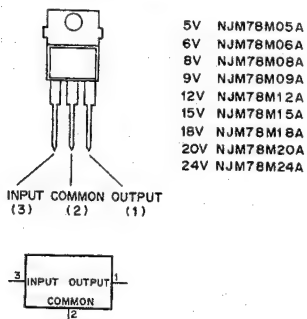 5V NJM78M05A
6V NJM78M06A
8V NJM78M08A
9V NJM78M09A
12V NJM78M12A
15V NJM78M15A
18V NJM78M18A
20V NJM78M20A
24V NJM78M24A
INPUT COMMON OUTPUT
(3) (2) (1)
3 INPUT OUTPUT 1
COMMON
2